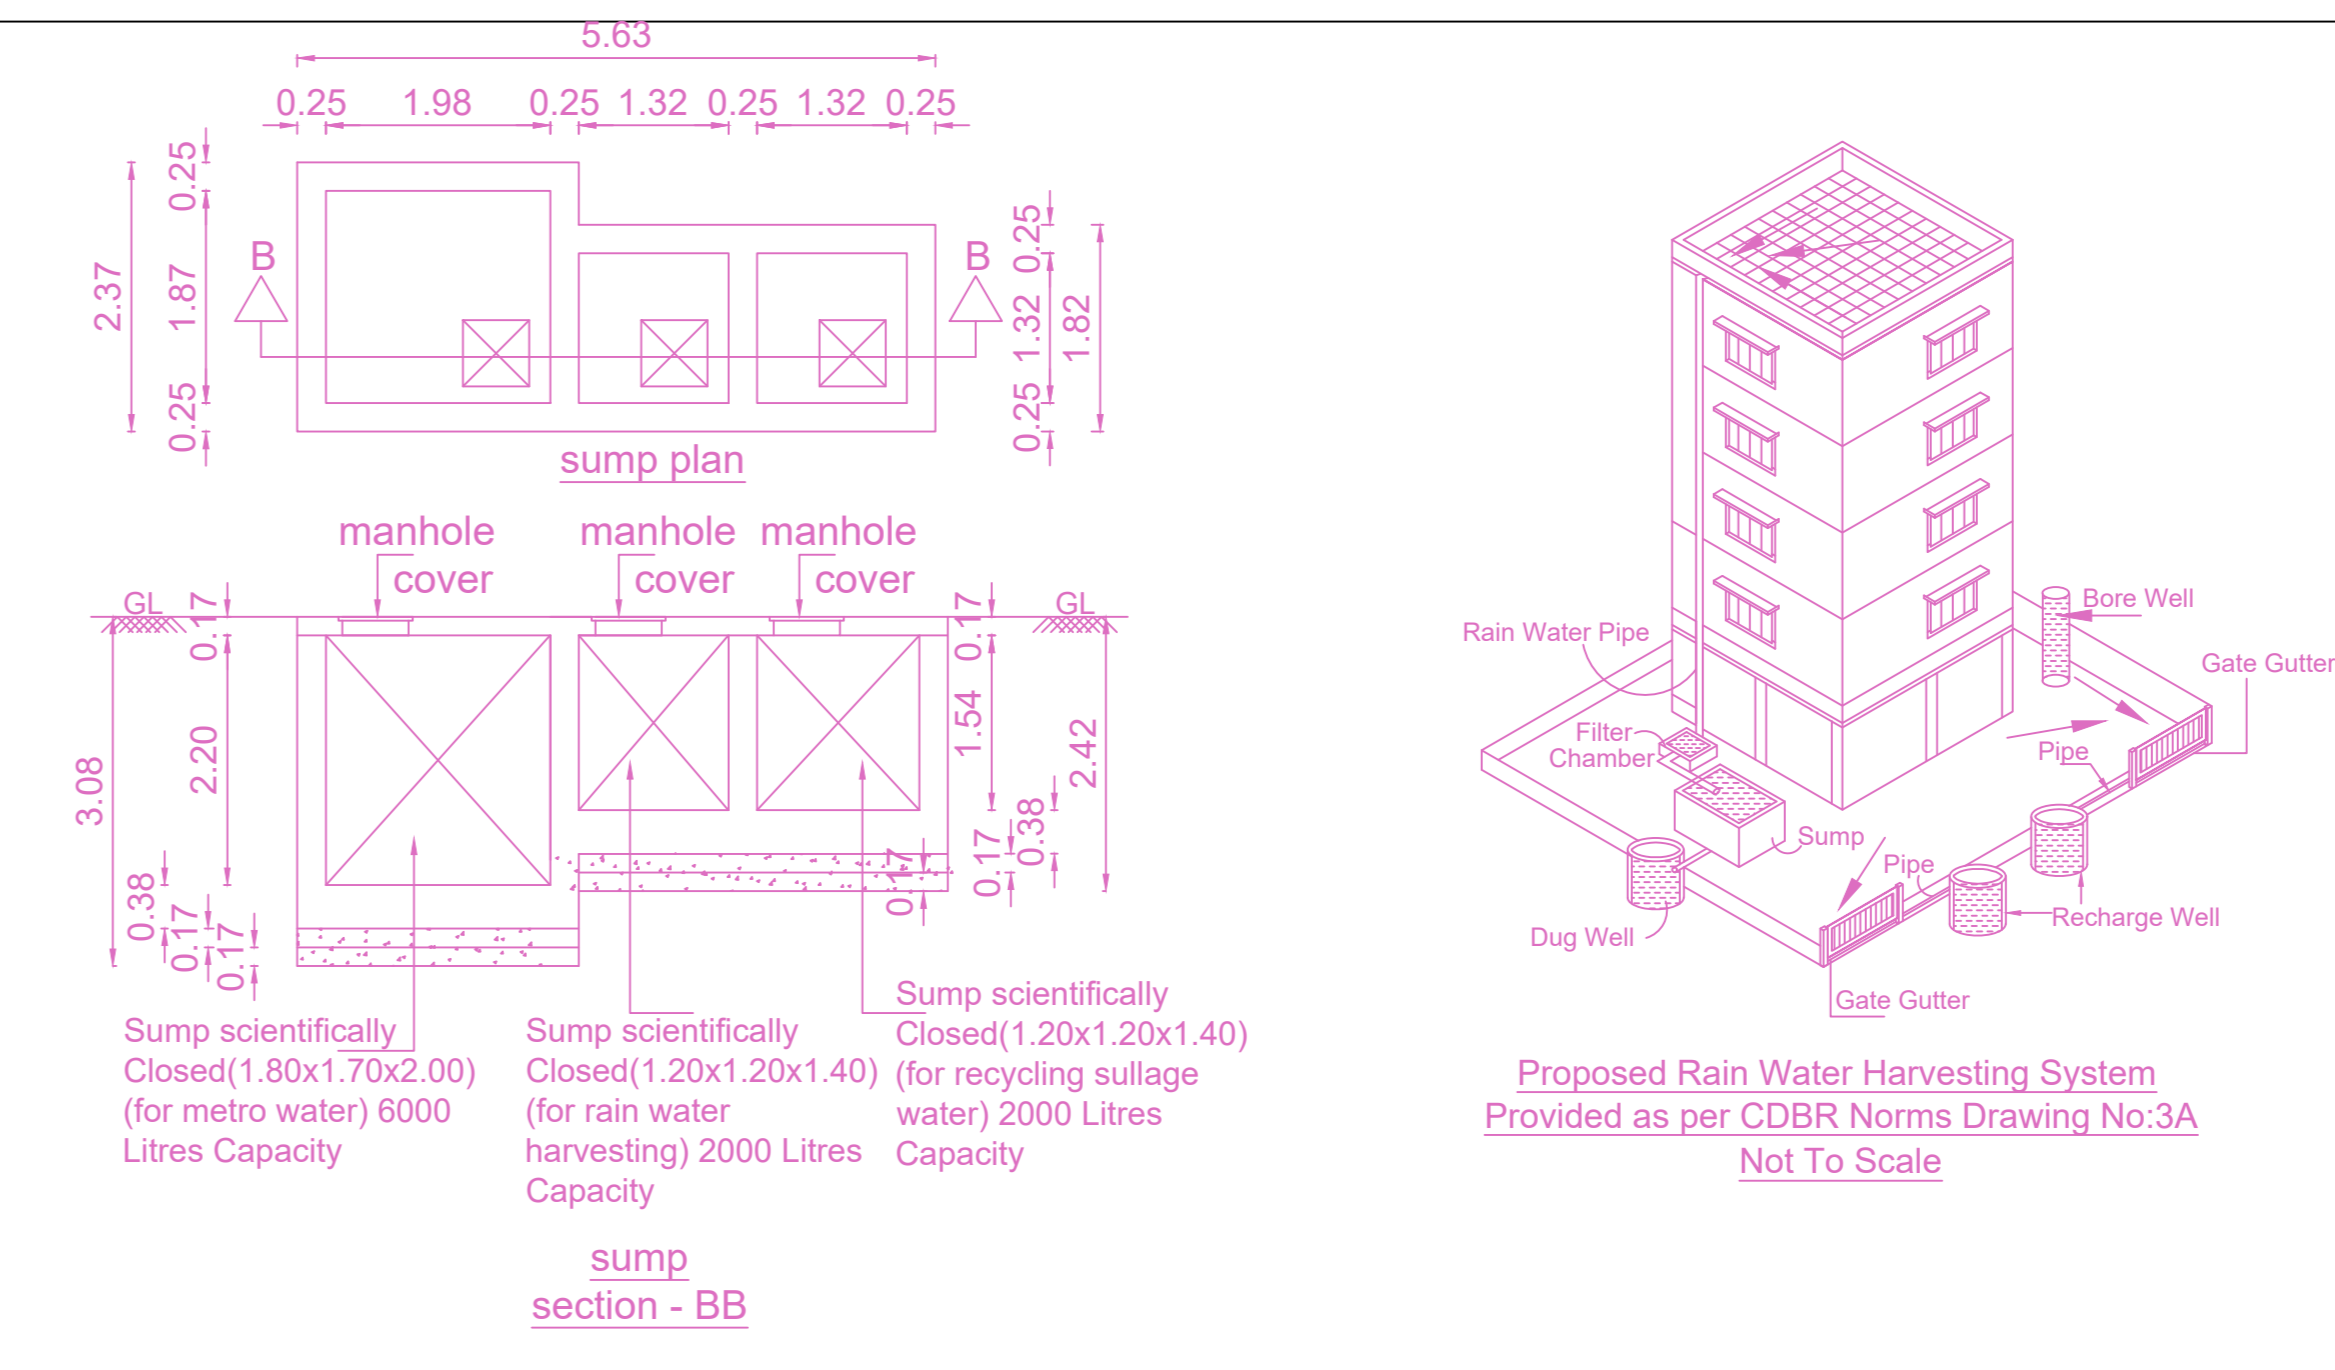 5.63
0.25 1.98 0.25 1.32 0.25 1.32 0.25
2.37
0.25
1.87
0.25
B
B
0.25
1.32
0.25
1.82
sump plan
manhole
cover
manhole
cover
manhole
cover
GL
GL
0.17
2.20
3.08
0.38
0.17
0.17
0.17
1.54
2.42
0.38
0.17
0.17
Sump scientifically
Closed(1.80x1.70x2.00)
(for metro water) 6000
Litres Capacity
Sump scientifically
Closed(1.20x1.20x1.40)
(for rain water
harvesting) 2000 Litres
Capacity
Sump scientifically
Closed(1.20x1.20x1.40)
(for recycling sullage
water) 2000 Litres
Capacity
sump
section - BB
Bore Well
Rain Water Pipe
Gate Gutter
Filter
Chamber
Pipe
Sump
Pipe
Recharge Well
Dug Well
Gate Gutter
Proposed Rain Water Harvesting System
Provided as per CDBR Norms Drawing No:3A
Not To Scale